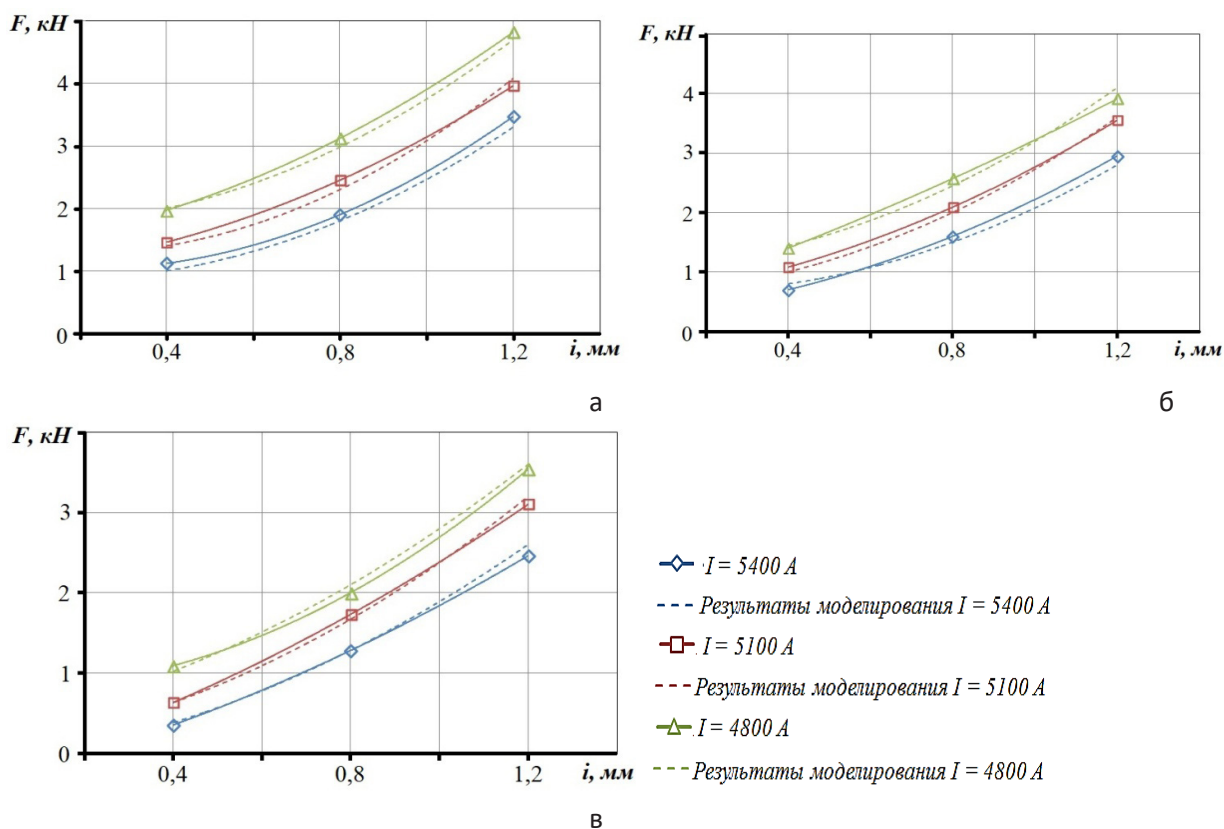 F, кН
4
3
2
1
0
0,4
0,8
1,2
i, мм
а
F, кН
4
3
2
1
0
0,4
0,8
1,2
i, мм
б
F, кН
3
2
1
0
0,4
0,8
1,2
i, мм
в
I = 5400 А
Результаты моделирования I = 5400 А
I = 5100 А
Результаты моделирования I = 5100 А
I = 4800 А
Результаты моделирования I = 4800 А